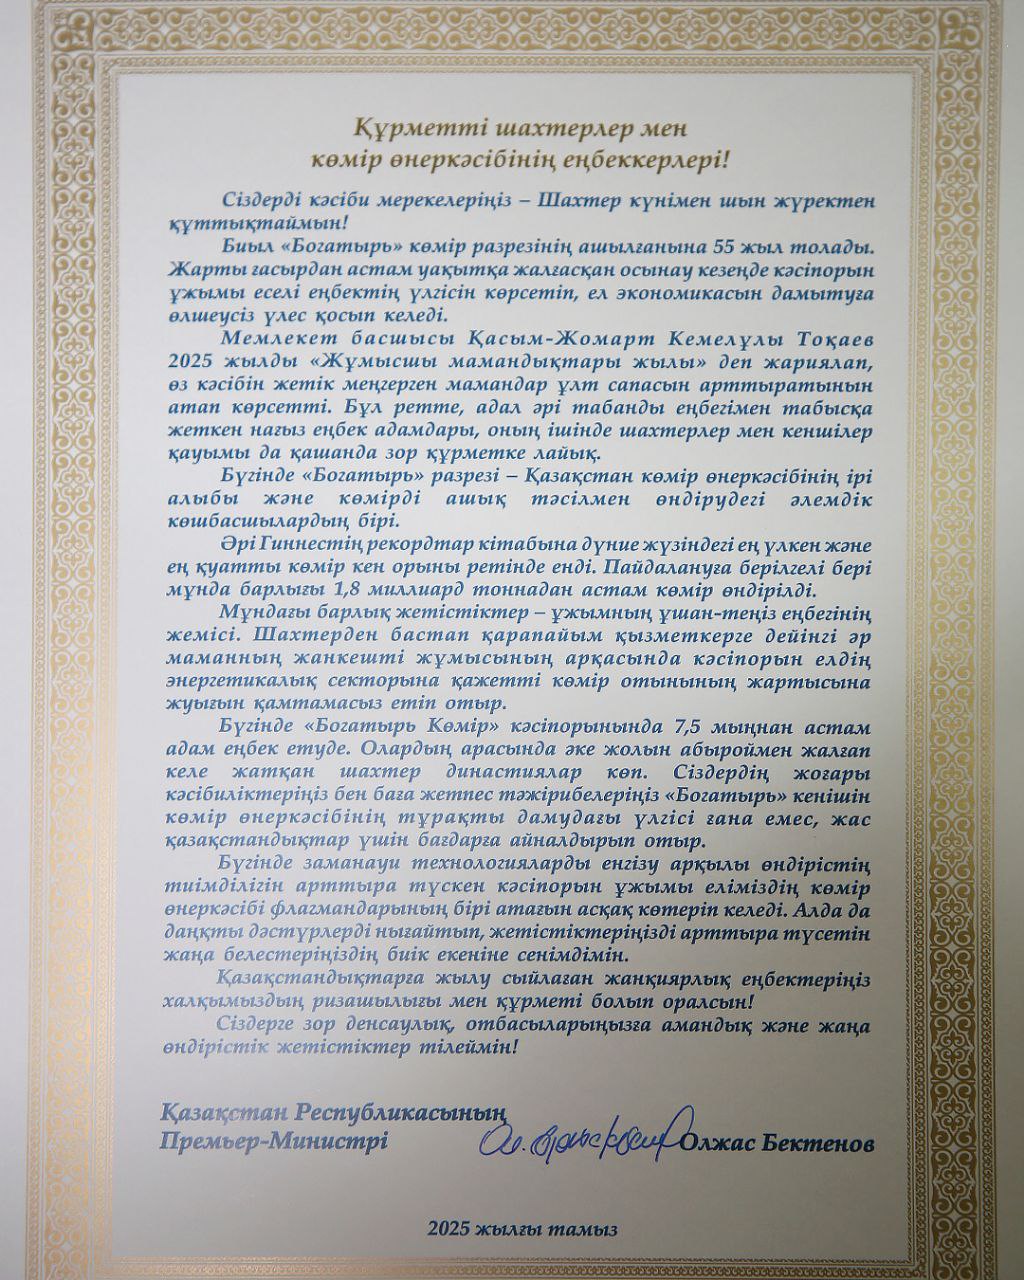 Құрметті шахтерлер мен
көмір өнеркәсібінің еңбеккерлері!
Сіздерді кәсіби мерекелеріңіз – Шахтер күнімен шын жүректен
құттықтаймын!
Биыл «Богатырь» көмір разрезінің ашылғанына 55 жыл толады.
Жарты ғасырдан астам уақытқа жалғасқан осынау кезеңде кәсіпорын
ұжымы еселі еңбектің үлгісін көрсетіп, ел экономикасын дамытуға
өлшеусіз үлес қосып келеді.
Мемлекет басшысы Қасым-Жомарт Кемелұлы Тоқаев
2025 жылды «Жұмысшы мамандықтары жылы» деп жариялап,
өз кәсібін жетік меңгерген мамандар ұлт сапасын арттыратынын
атап көрсетті. Бұл ретте, адал әрі табанды еңбегімен табысқа
жеткен нағыз еңбек адамдары, оның ішінде шахтерлер мен кеншілер
қауымы да қашанда зор құрметке лайық.
Бүгінде «Богатырь» разрезі – Қазақстан көмір өнеркәсібінің ірі
алыбы және көмірді ашық тәсілмен өндірудегі әлемдік
көшбасшылардың бірі.
Әрі Гиннестің рекордтар кітабына дүние жүзіндегі ең үлкен және
ең қуатты көмір кен орыны ретінде енді. Пайдалануға берілгелі бері
мұнда барлығы 1,8 миллиард тоннадан астам көмір өндірілді.
Мұндағы барлық жетістіктер – ұжымның ұшан-теңіз еңбегінің
жемісі. Шахтерден бастап қарапайым қызметкерге дейінгі әр
маманның жанкешті жұмысының арқасында кәсіпорын елдің
энергетикалық секторына қажетті көмір отынының жартысына
жуығын қамтамасыз етіп отыр.
Бүгінде «Богатырь Көмір» кәсіпорынында 7,5 мыңнан астам
адам еңбек етуде. Олардың арасында әке жолын абыроймен жалғап
келе жатқан шахтер династиялар көп. Сіздердің жоғары
кәсібиліктеріңіз бен баға жетпес тәжірибелеріңіз «Богатырь» кенішін
көмір өнеркәсібінің тұрақты дамудағы үлгісі ғана емес, жас
қазақстандықтар үшін бағдарға айналдырып отыр.
Бүгінде заманауи технологияларды енгізу арқылы өндірістің
тиімділігін арттыра түскен кәсіпорын ұжымы еліміздің көмір
өнеркәсібі флагмандарының бірі атағын асқақ көтеріп келеді. Алда да
даңқты дәстүрлерді нығайтып, жетістіктеріңізді арттыра түсетін
жаңа белестеріңіздің биік екеніне сенімдімін.
Қазақстандықтарға жылу сыйлаған жанқиярлық еңбектеріңіз
халқымыздың ризашылығы мен құрметі болып оралсын!
Сіздерге зор денсаулық, отбасыларыңызға амандық және жаңа
өндірістік жетістіктер тілеймін!
Қазақстан Республикасының
Премьер-Министрі Олжас Бектенов
2025 жылғы тамыз